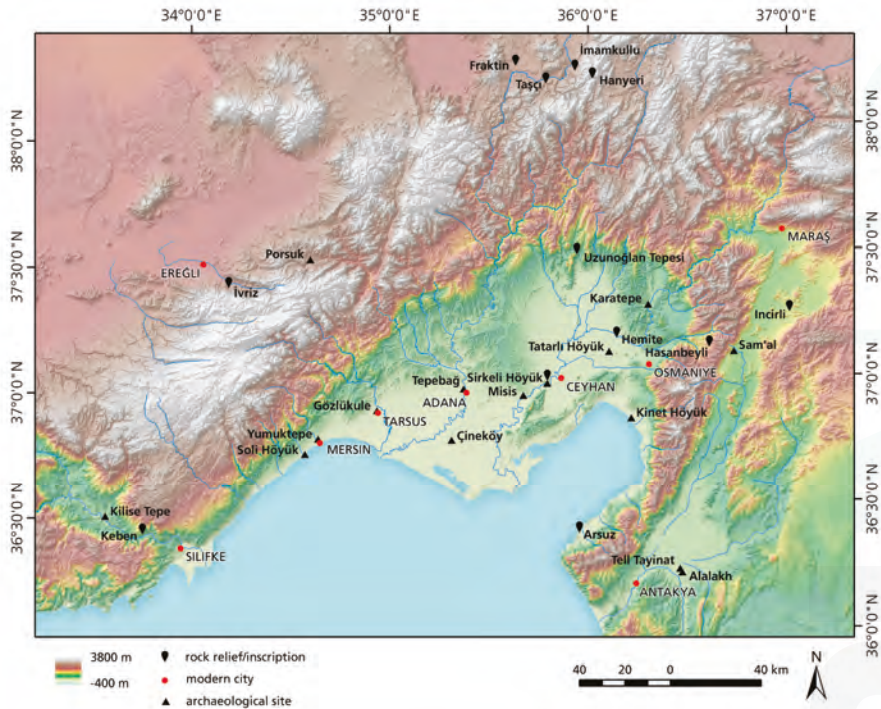 34°0'0"E
35°0'0"E
36°0'0"E
37°0'0"E
38°0'0"N
37°30'0"N
37°0'0"N
36°30'0"N
38°0'0"N
37°30'0"N
37°0'0"N
36°30'0"N
36°0'0"N
İmamkullu
Fraktin
Taşçı
Hanyeri
MARAŞ
Porsuk
Uzunoğlan Tepesi
EREĞLI
İvriz
Karatepe
Incirli
Hemite
Tatarlı Höyük
Hasanbeyli
Sam'al
OSMANIYE
Tepebağ
Sirkeli Höyük
CEYHAN
ADANA
Misis
Gözlükule
TARSUS
Kinet Höyük
Yumuktepe
MERSIN
Çineköy
Soli Höyük
Kilise Tepe
Keben
Arsuz
SILIFKE
Tell Tayinat
Alalakh
ANTAKYA
3800 m
-400 m
rock relief/inscription
modern city
archaeological site
40 20 0 40 km
N